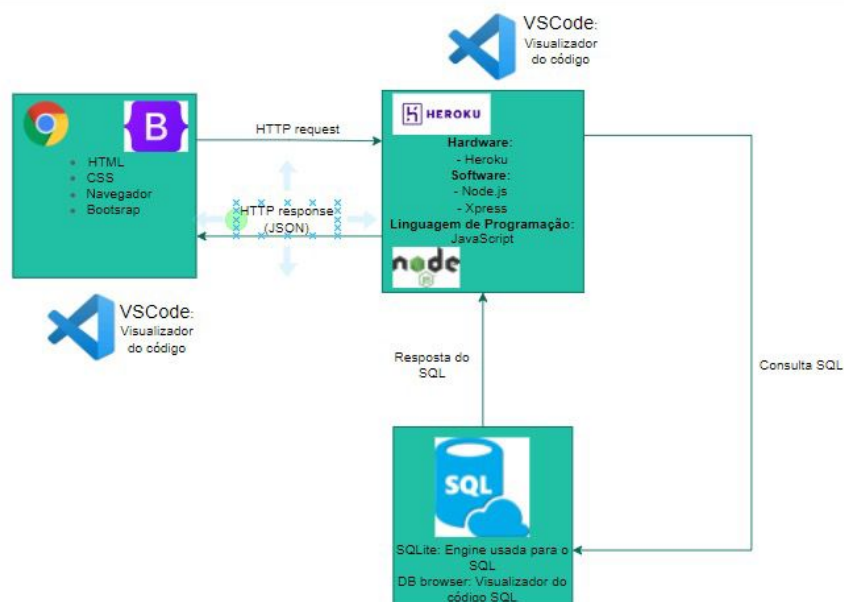 VSCode:
Visualizador
do código
B
HEROKU
HTTP request
Hardware:
- Heroku
Software:
- Node.js
- Xpress
Linguagem de Programação:
JavaScript
HTML
CSS
Navegador
Bootsrap
HTTP response
(JSON)
node
JS
VSCode:
Visualizador
do código
Resposta do
SQL
Consulta SQL
SQL
SQLite: Engine usada para o
SQL
DB browser: Visualizador do
código SQL